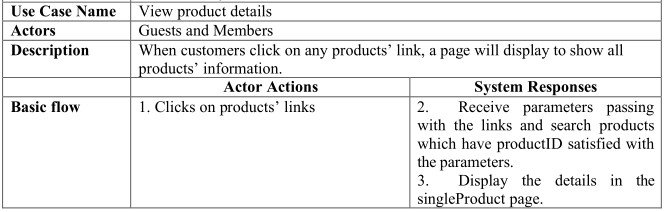 Use Case Name View product details
Actors Guests and Members
Description When customers click on any products’ link, a page will display to show all
products’ information.
Actor Actions System Responses
Basic flow 1. Clicks on products’ links 2. Receive parameters passing
with the links and search products
which have productID satisfied with
the parameters.
3. Display the details in the
singleProduct page.